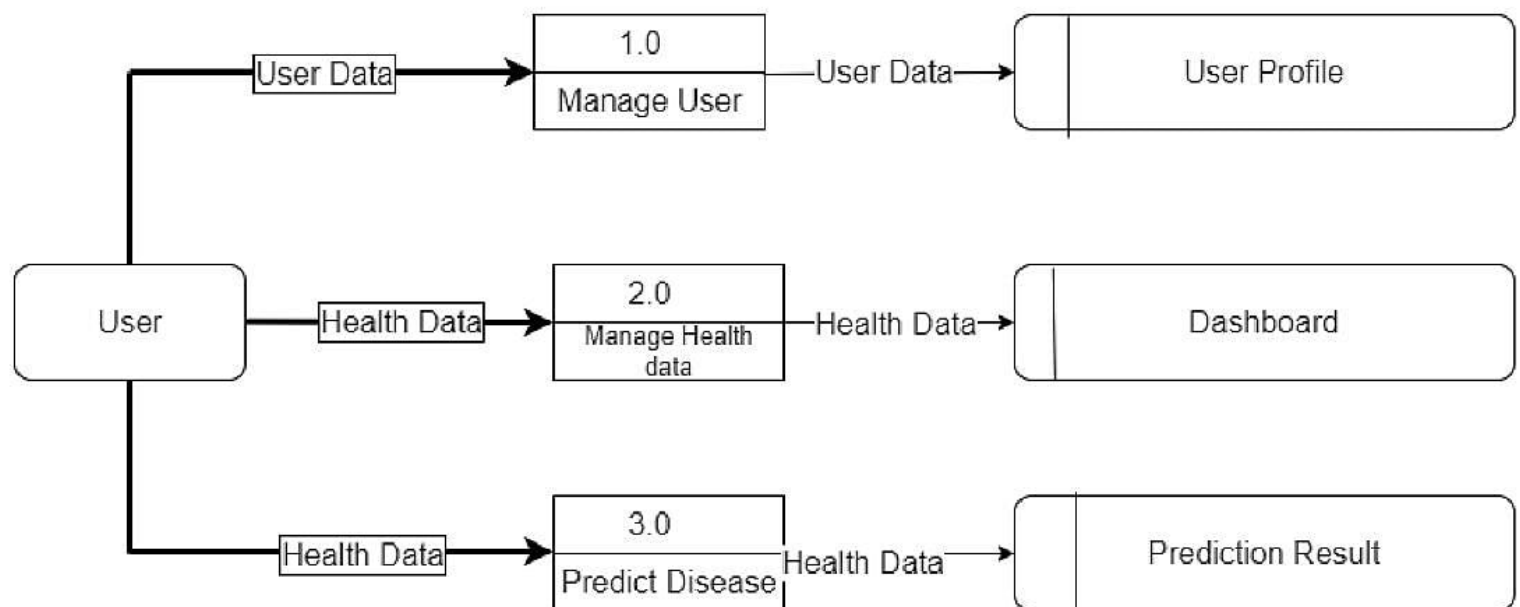 1.0
User Data
Manage User
User Data
User Profile
User
Health Data
2.0
Manage Health
data
Health Data
Dashboard
Health Data
3.0
Predict Disease
Health Data
Prediction Result